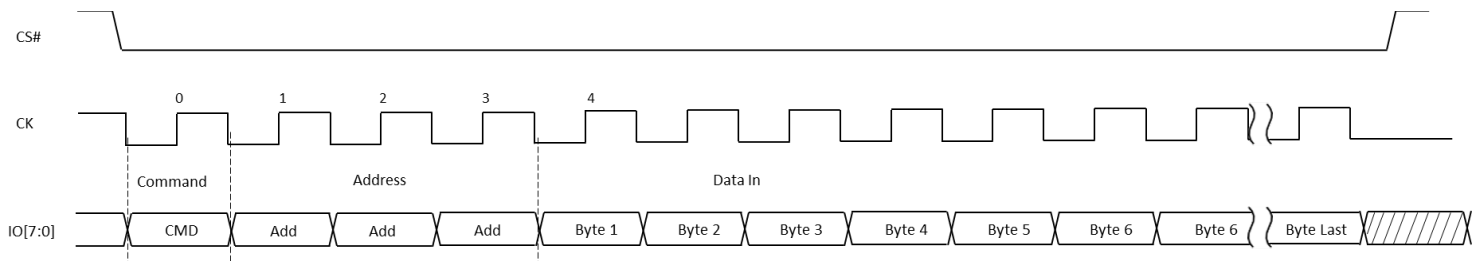 CS#
0 1 2 3 4
CK
Command Address Data In
IO[7:0] CMD Add Add Add Byte 1 Byte 2 Byte 3 Byte 4 Byte 5 Byte 6 Byte 6 Byte Last